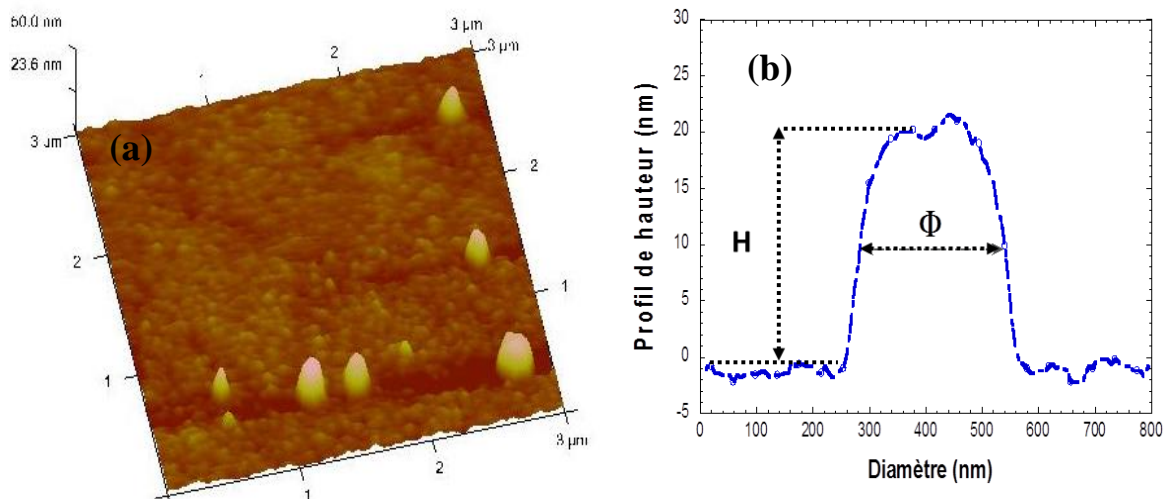 50.0 nm
23.6 nm
3 µm
3 µm
2
1
3 µm
(a)
2
2
1
1
3 µm
2
1
30
25
20
15
10
5
0
-5
(b)
H
Φ
Profil de hauteur (nm)
0 100 200 300 400 500 600 700 800
Diamètre (nm)